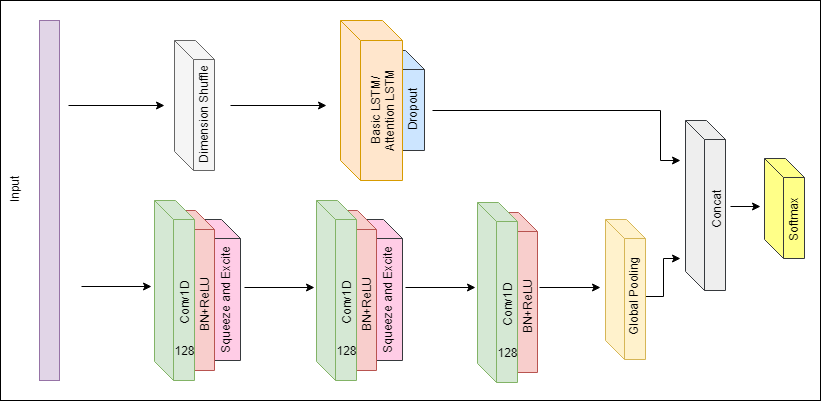 Input
Dimension Shuffle
Basic LSTM/
Attention LSTM
Dropout
Conv1D
128
BN+ReLU
Squeeze and Excite
Conv1D
128
BN+ReLU
Squeeze and Excite
Conv1D
128
BN+ReLU
Global Pooling
Concat
Softmax